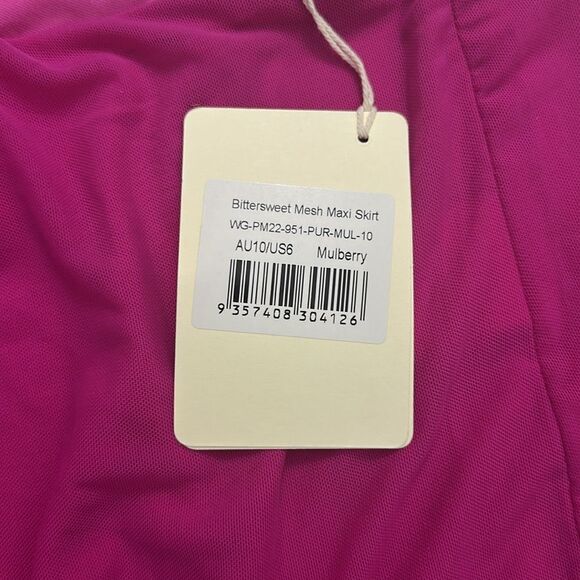 Bittersweet Mesh Maxi Skirt
WG-PM22-951-PUR-MUL-10
AU10/US6 Mulberry
9 357408 304126